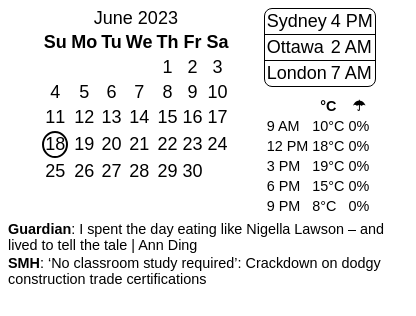 June 2023
Su Mo Tu We Th Fr Sa
1 2 3
4 5 6 7 8 9 10
11 12 13 14 15 16 17
18 19 20 21 22 23 24
25 26 27 28 29 30
Sydney 4 PM
Ottawa 2 AM
London 7 AM
°C ☂
9 AM 10°C 0%
12 PM 18°C 0%
3 PM 19°C 0%
6 PM 15°C 0%
9 PM 8°C 0%
Guardian: I spent the day eating like Nigella Lawson – and
lived to tell the tale | Ann Ding
SMH: ‘No classroom study required’: Crackdown on dodgy
construction trade certifications